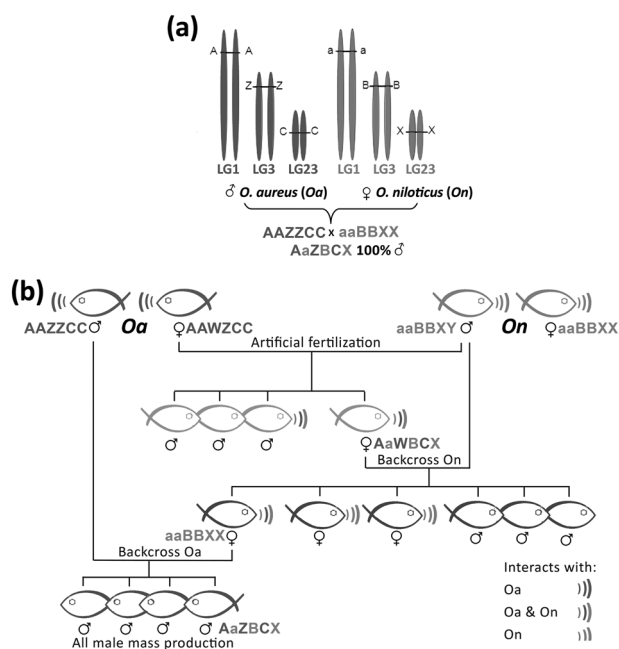 (a)
A A a a
Z Z B B
C C X X
LG1 LG3 LG23 LG1 LG3 LG23
♂ O. aureus (Oa) ♀ O. niloticus (On)
AAZZCC x aaBBXX
AaZBCX 100% ♂
(b)
AAZZCC♂ Oa ♀AAWZCC aaBBXY ♂ On ♀aaBBXX
Artificial fertilization
♂ ♂ ♂ ♀AaWBCX
Backcross On
aaBBXX♀ ♀ ♀ ♂ ♂ ♂
Backcross Oa
Interacts with:
Oa
Oa & On
On
♂ ♂ ♂ ♂ AaZBCX
All male mass production